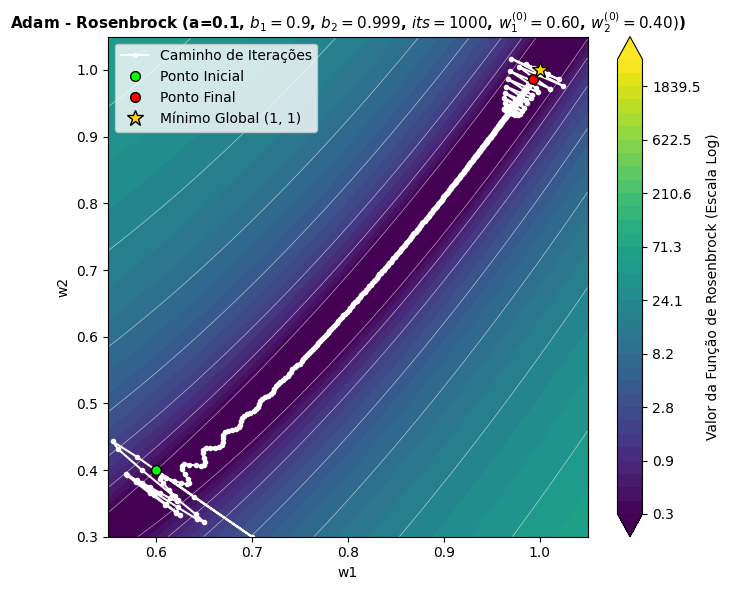 Adam - Rosenbrock (a=0.1, b₁ = 0.9, b₂ = 0.999, its = 1000, w₁⁽⁰⁾ = 0.60, w₂⁽⁰⁾ = 0.40))
Caminho de Iterações
Ponto Inicial
Ponto Final
Mínimo Global (1, 1)
1.0
0.9
0.8
0.7
0.6
0.5
0.4
0.3
w2
0.6
0.7
0.8
0.9
1.0
w1
1839.5
622.5
210.6
71.3
24.1
8.2
2.8
0.9
0.3
Valor da Função de Rosenbrock (Escala Log)